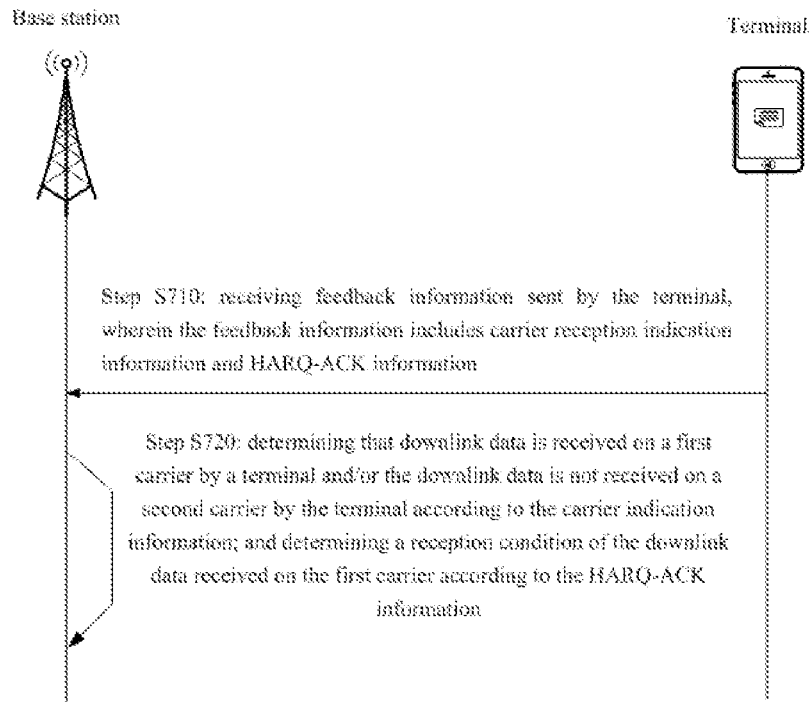 Base station
Terminal
Step S710: receiving feedback information sent by the terminal,
wherein the feedback information includes carrier reception indication
information and HARQ-ACK information
Step S720: determining that downlink data is received on a first
carrier by a terminal and/or the downlink data is not received on a
second carrier by the terminal according to the carrier indication
information; and determining a reception condition of the downlink
data received on the first carrier according to the HARQ-ACK
information